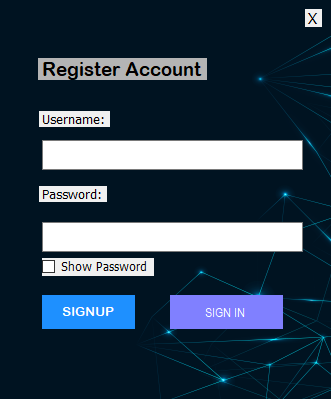 X
Register Account
Username:
Password:
Show Password
SIGNUP
SIGN IN